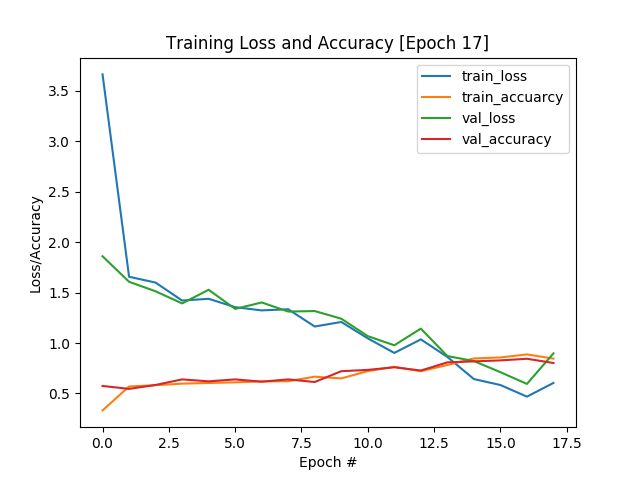 Training Loss and Accuracy [Epoch 17]
train_loss
train_accuarcy
val_loss
val_accuracy
3.5
3.0
2.5
2.0
1.5
1.0
0.5
Loss/Accuracy
0.0 2.5 5.0 7.5 10.0 12.5 15.0 17.5
Epoch #